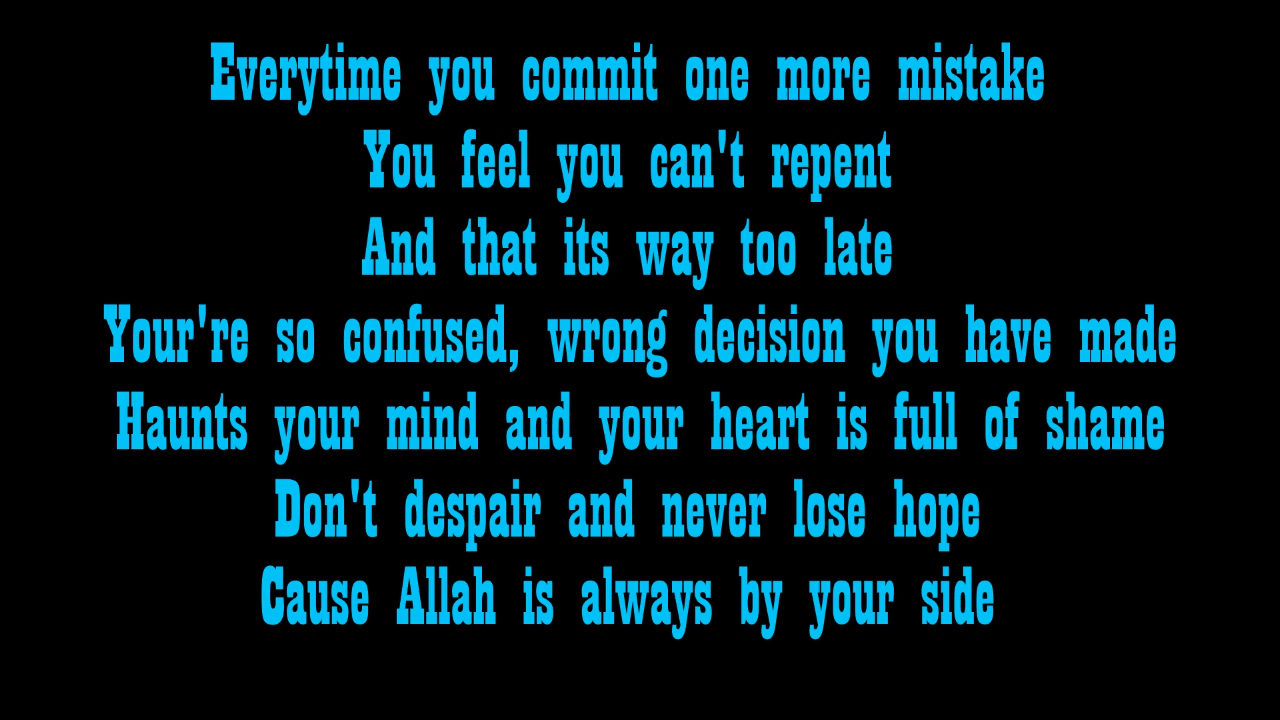 Everytime you commit one more mistake
You feel you can't repent
And that its way too late
Your're so confused, wrong decision you have made
Haunts your mind and your heart is full of shame
Don't despair and never lose hope
Cause Allah is always by your side